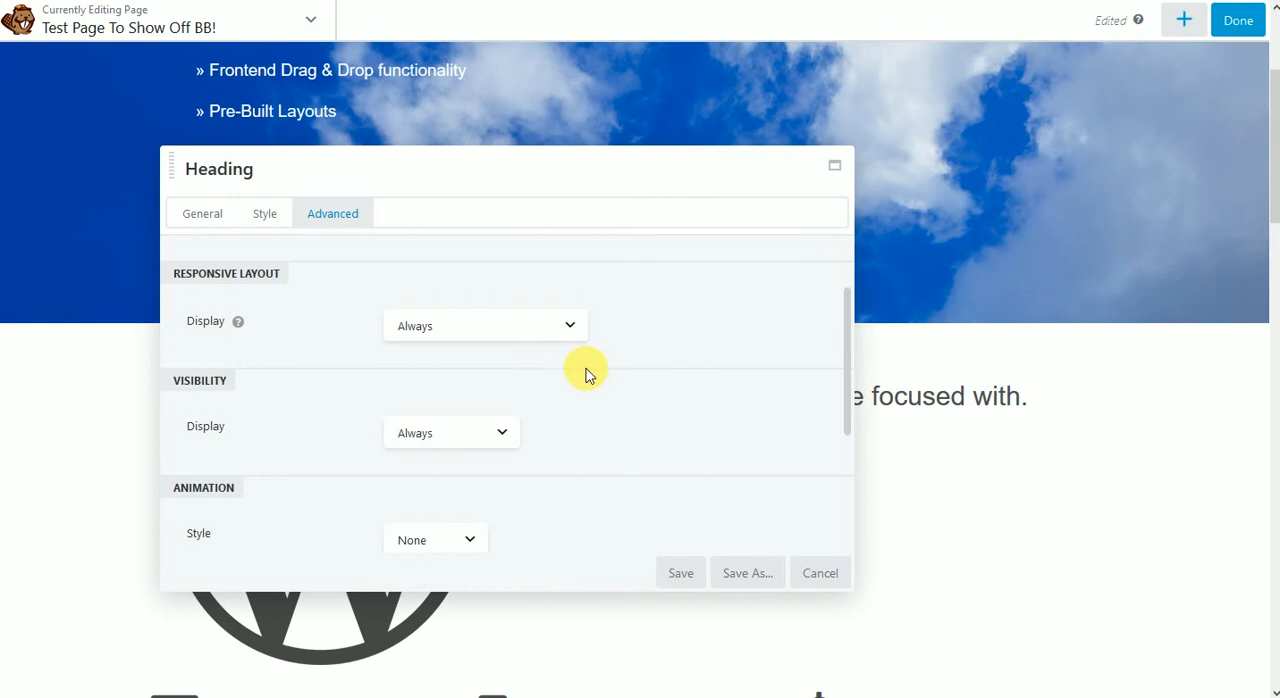 Currently Editing Page
Test Page To Show Off BB!
Edited
Done
» Frontend Drag & Drop functionality
» Pre-Built Layouts
Heading
General Style Advanced
RESPONSIVE LAYOUT
Display Always
VISIBILITY
Display Always
ANIMATION
Style None
Save Save As... Cancel
focused with.